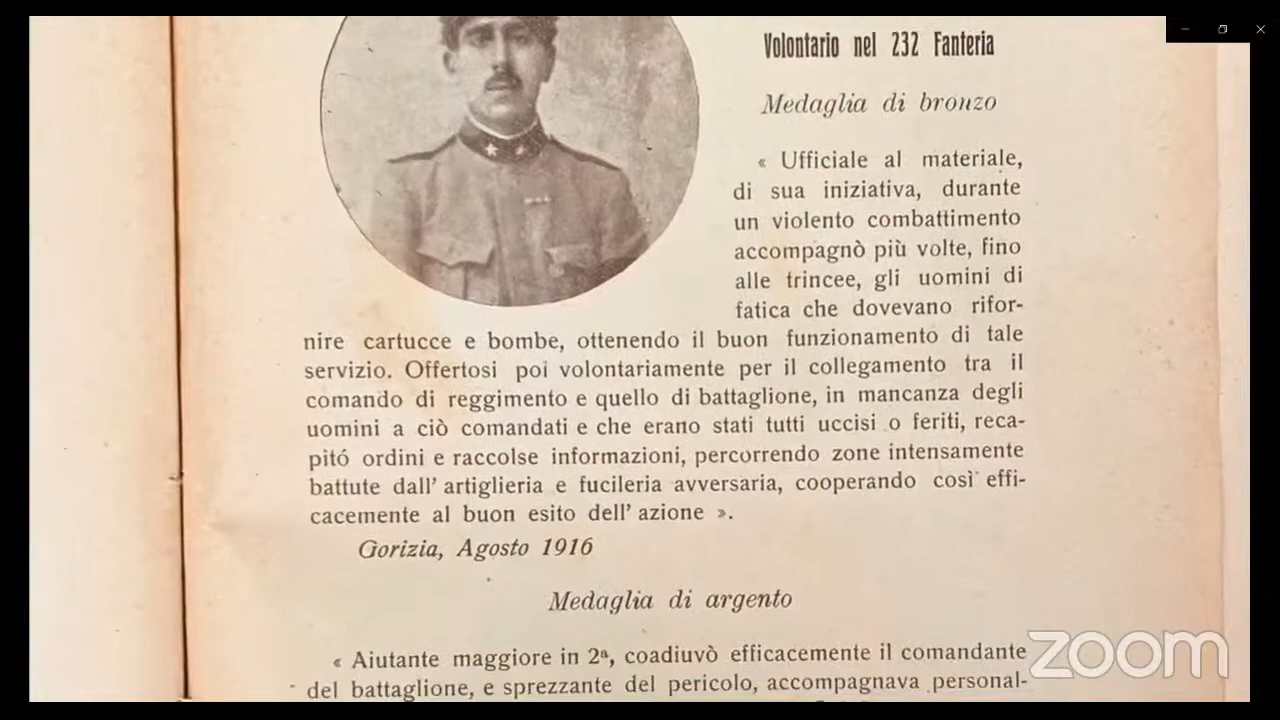 Volontario nel 232 Fanteria
Medaglia di bronzo
« Ufficiale al materiale,
di sua iniziativa, durante
un violento combattimento
accompagnò più volte, fino
alle trincee, gli uomini di
fatica che dovevano rifor-
nire cartucce e bombe, ottenendo il buon funzionamento di tale
servizio. Offertosi poi volontariamente per il collegamento tra il
comando di reggimento e quello di battaglione, in mancanza degli
uomini a ciò comandati e che erano stati tutti uccisi o feriti, reca-
pitó ordini e raccolse informazioni, percorrendo zone intensamente
battute dall' artiglieria e fucileria avversaria, cooperando così effi-
cacemente al buon esito dell' azione ».
Gorizia, Agosto 1916
Medaglia di argento
« Aiutante maggiore in 2ª, coadiuvò efficacemente il comandante
del battaglione, e sprezzante del pericolo, accompagnava personal-
zoom